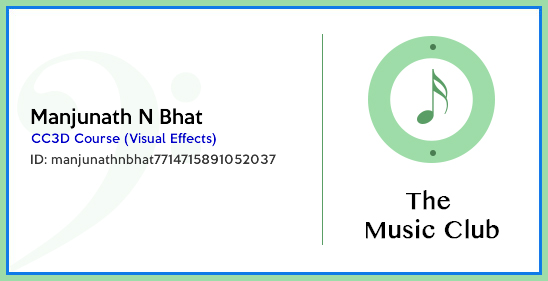 Manjunath N Bhat
CC3D Course (Visual Effects)
ID: manjunathnbhat7714715891052037
The
Music Club